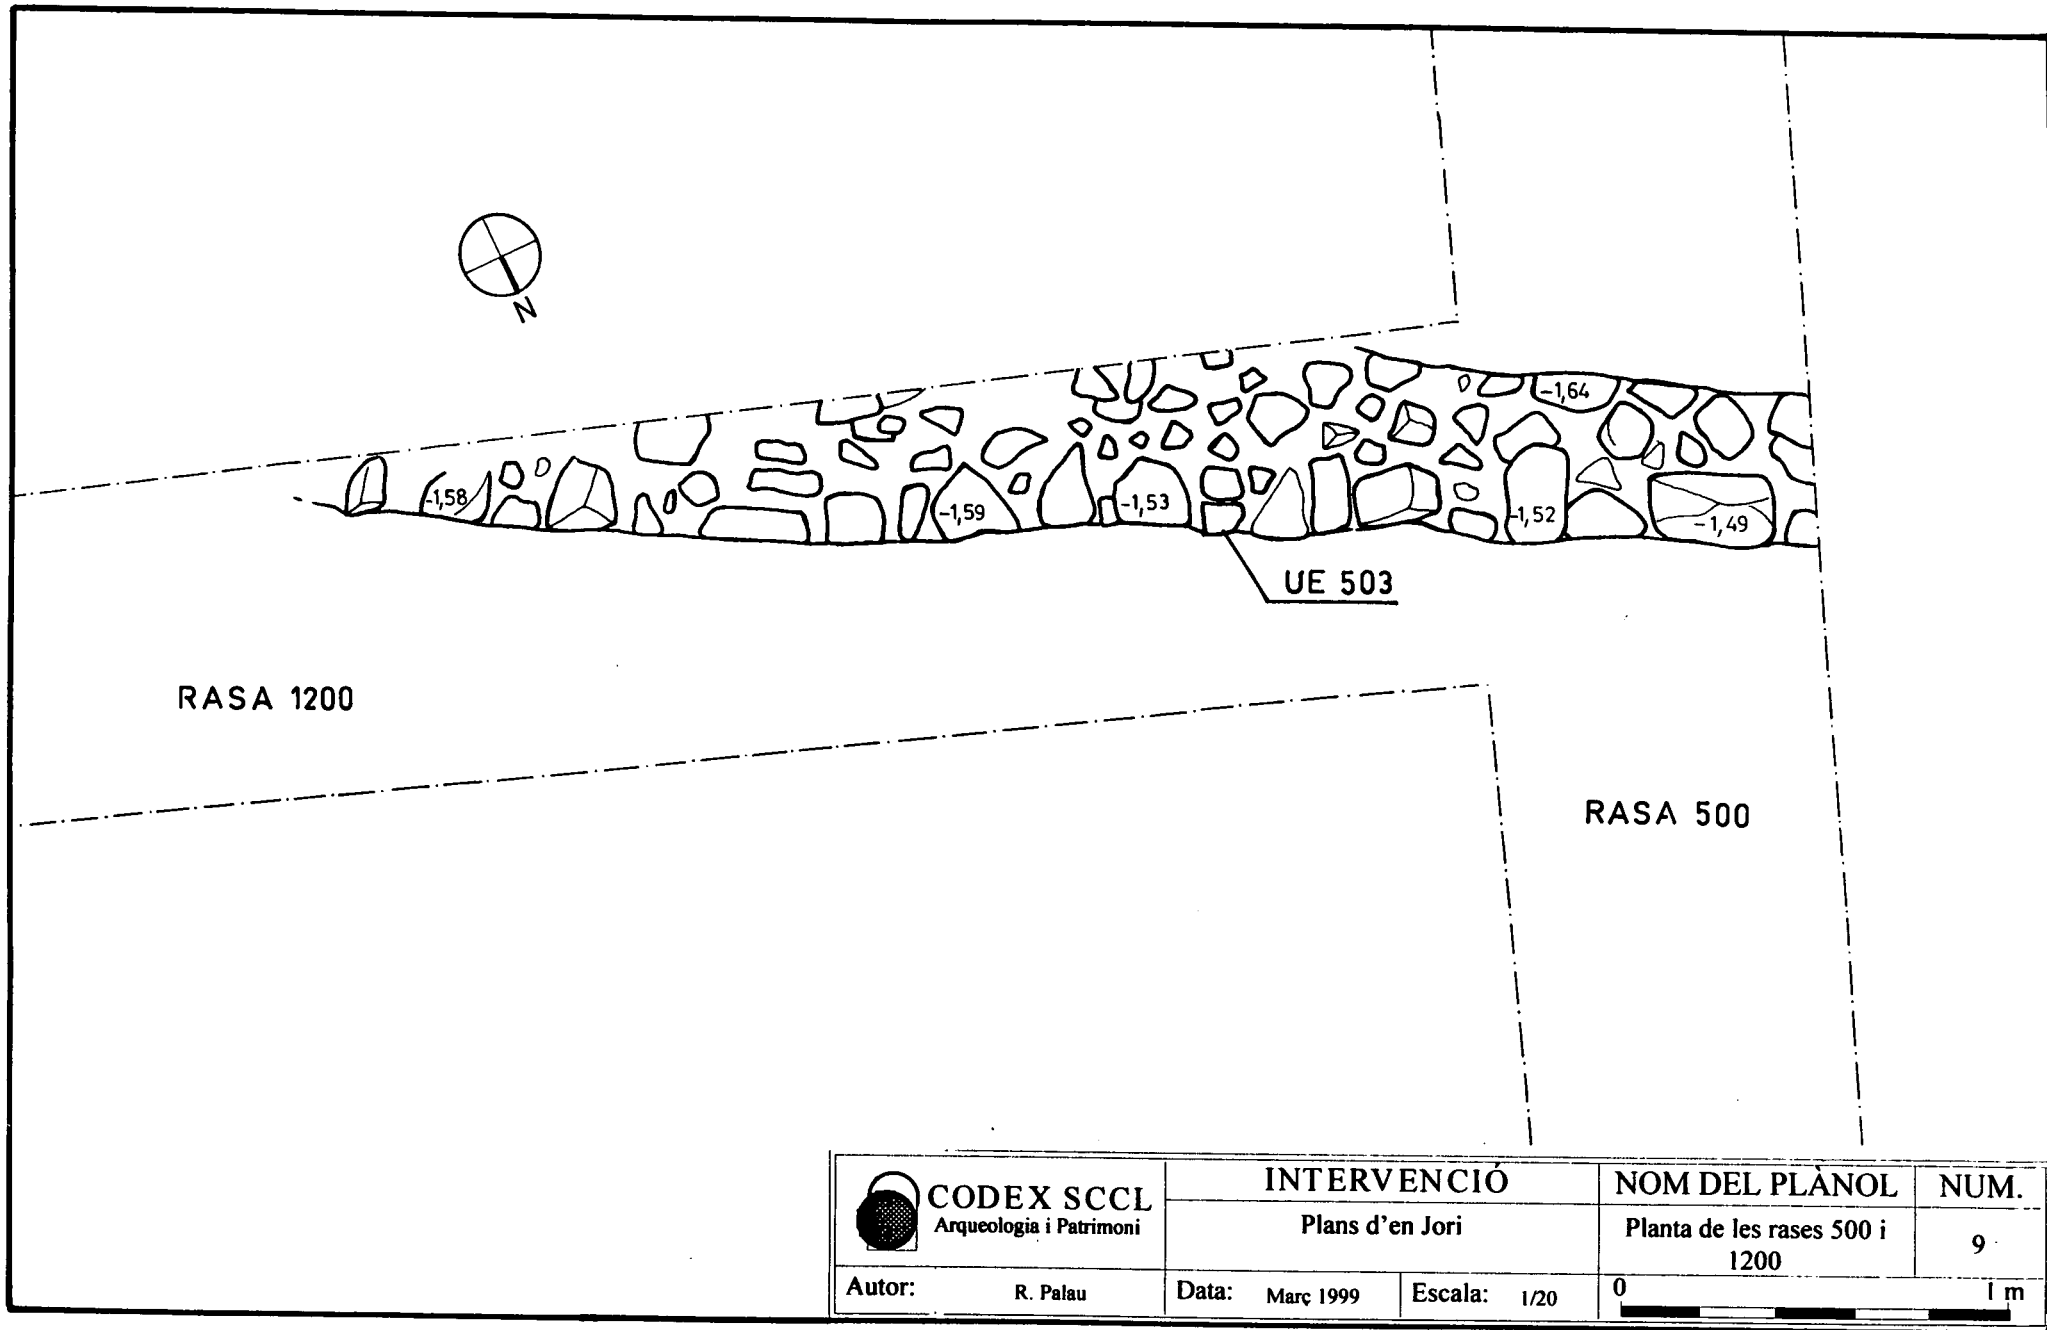 N
-1,64
-1,58
-1,59
-1,53
-1,52
-1,49
UE 503
RASA 1200
RASA 500
CODEX SCCL
Arqueologia i Patrimoni
INTERVENCIÓ
Plans d'en Jori
NOM DEL PLÀNOL
Planta de les rases 500 i
1200
NUM.
9
Autor: R. Palau
Data: Març 1999
Escala: 1/20
0 1 m